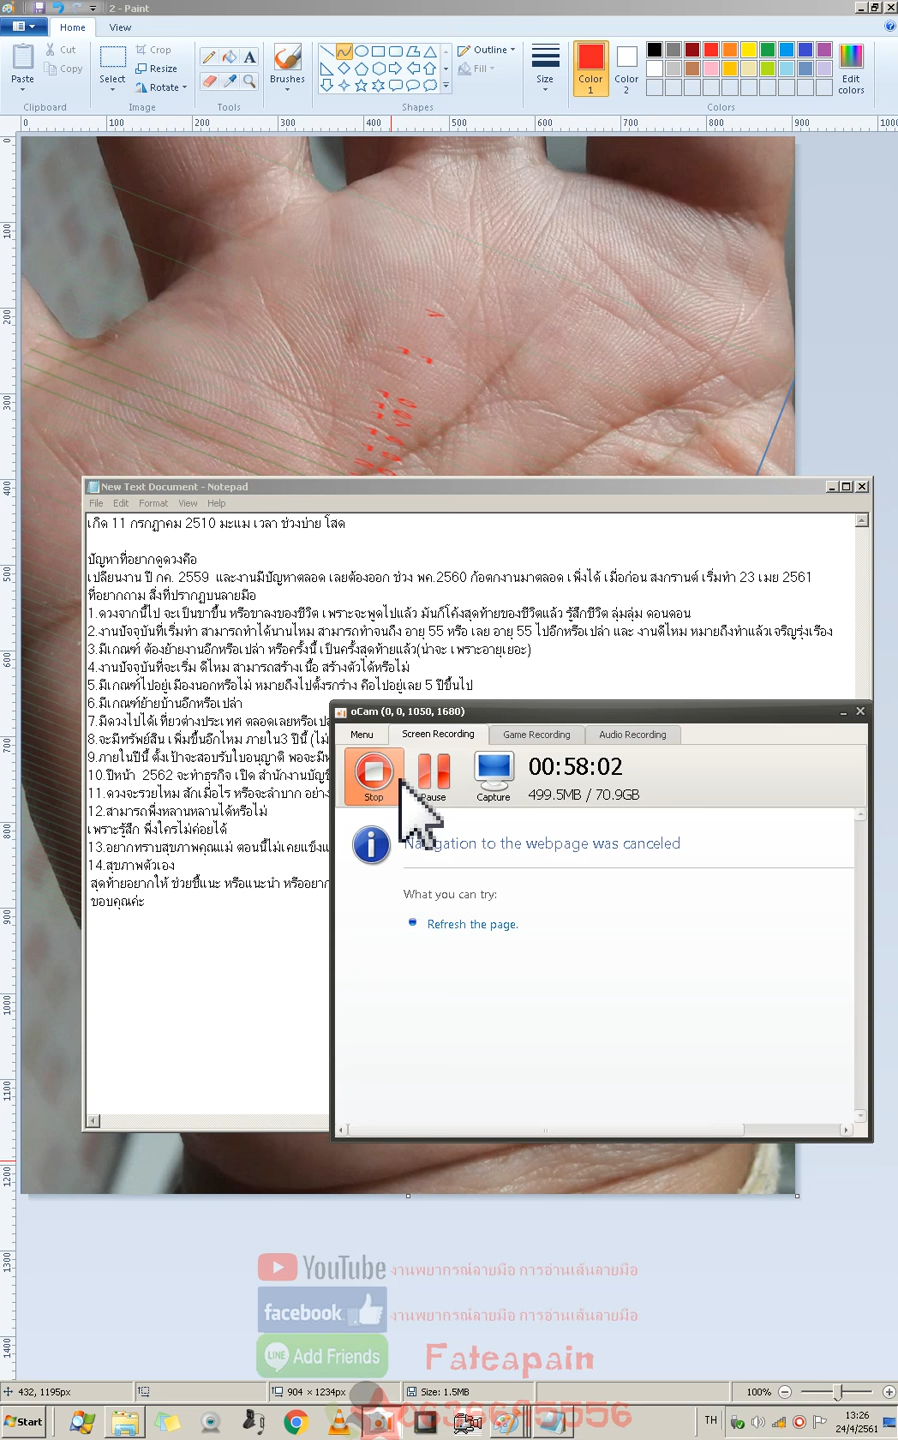 2 - Paint
Home View
Paste Cut Copy Clipboard
Select Crop Resize Rotate Image
Tools
Brushes
Outline Fill Shapes
Size
Color 1 Color 2
Edit colors
Colors
0 100 200 300 400 500 600 700 800 900 1000
0
100
200
300
400
500
600
700
800
900
1000
1100
1200
1300
1400
New Text Document - Notepad
File Edit Format View Help
เกิด 11 กรกฎาคม 2510 มะแม เวลา ช่วงบ่าย โสด
ปัญหาที่อยากดูดวงคือ
เปลี่ยนงาน ปี กค. 2559 และงานมีปัญหาตลอด เลยต้องออก ช่วง พค.2560 ก้อตกงานมาตลอด เพิ่งได้ เมื่อก่อน สงกรานต์ เริ่มทำ 23 เมย 2561
ที่อยากถาม สิ่งที่ปรากฏบนลายมือ
1.ดวงจากนี้ไป จะเป็นขาขึ้น หรือขาลงของชีวิต เพราะจะพูดไปแล้ว มันก็โค้งสุดท้ายของชีวิตแล้ว รู้สึกชีวิต ลุ่มลุ่ม ดอนดอน
2.งานปัจจุบันที่เริ่มทำ สามารถทำได้นานไหม สามารถทำจนถึง อายุ 55 หรือ เลย อายุ 55 ไปอีกหรือเปล่า และ งานดีไหม หมายถึงทำแล้วเจริญรุ่งเรือง
3.มีเกณฑ์ ต้องย้ายงานอีกหรือเปล่า หรือครั้งนี้ เป็นครั้งสุดท้ายแล้ว(น่าจะ เพราะอายุเยอะ)
4.งานปัจจุบันที่จะเริ่ม ดีไหม สามารถสร้างเนื้อ สร้างตัวได้หรือไม่
5.มีเกณฑ์ไปอยู่เมืองนอกหรือไม่ หมายถึงไปตั้งรกร่าง คือไปอยู่เลย 5 ปีขึ้นไป
6.มีเกณฑ์ย้ายบ้านอีกหรือเปล่า
7.มีดวงไปได้เที่ยวต่างประเทศ ตลอดเลยหรือเปล
8.จะมีทรัพย์สิน เพิ่มขึ้นอีกไหม ภายใน3 ปีนี้ (ไม่
9.ภายในปีนี้ ตั้งเป้าจะสอบรับใบอนุญาติ พอจะมี
10.ปีหน้า 2562 จะทำธุรกิจ เปิด สำนักงานบัญชี
11.ดวงจะรวยไหม สักเมื่อไร หรือจะลำบาก อย่าง
12.สามารถพึ่งหลานหลานได้หรือไม่
เพราะรู้สึก พึ่งใครไม่ค่อยได้
13.อยากทราบสุขภาพคุณแม่ ตอนนี้ไม่เคยแข็งแ
14.สุขภาพตัวเอง
สุดท้ายอยากให้ ช่วยชี้แนะ หรือแนะนำ หรืออยาก
ขอบคุณค่ะ
oCam (0, 0, 1050, 1680)
Menu Screen Recording Game Recording Audio Recording
Stop Pause Capture
00:58:02
499.5MB / 70.9GB
Navigation to the webpage was canceled
What you can try:
Refresh the page.
YouTube งานพยากรณ์ลายมือ การอ่านเส้นลายมือ
facebook งานพยากรณ์ลายมือ การอ่านเส้นลายมือ
LINE Add Friends Fateapain
432, 1195px 904 × 1234px Size: 1.5MB 100%
Start TH 13:26
24/4/2561